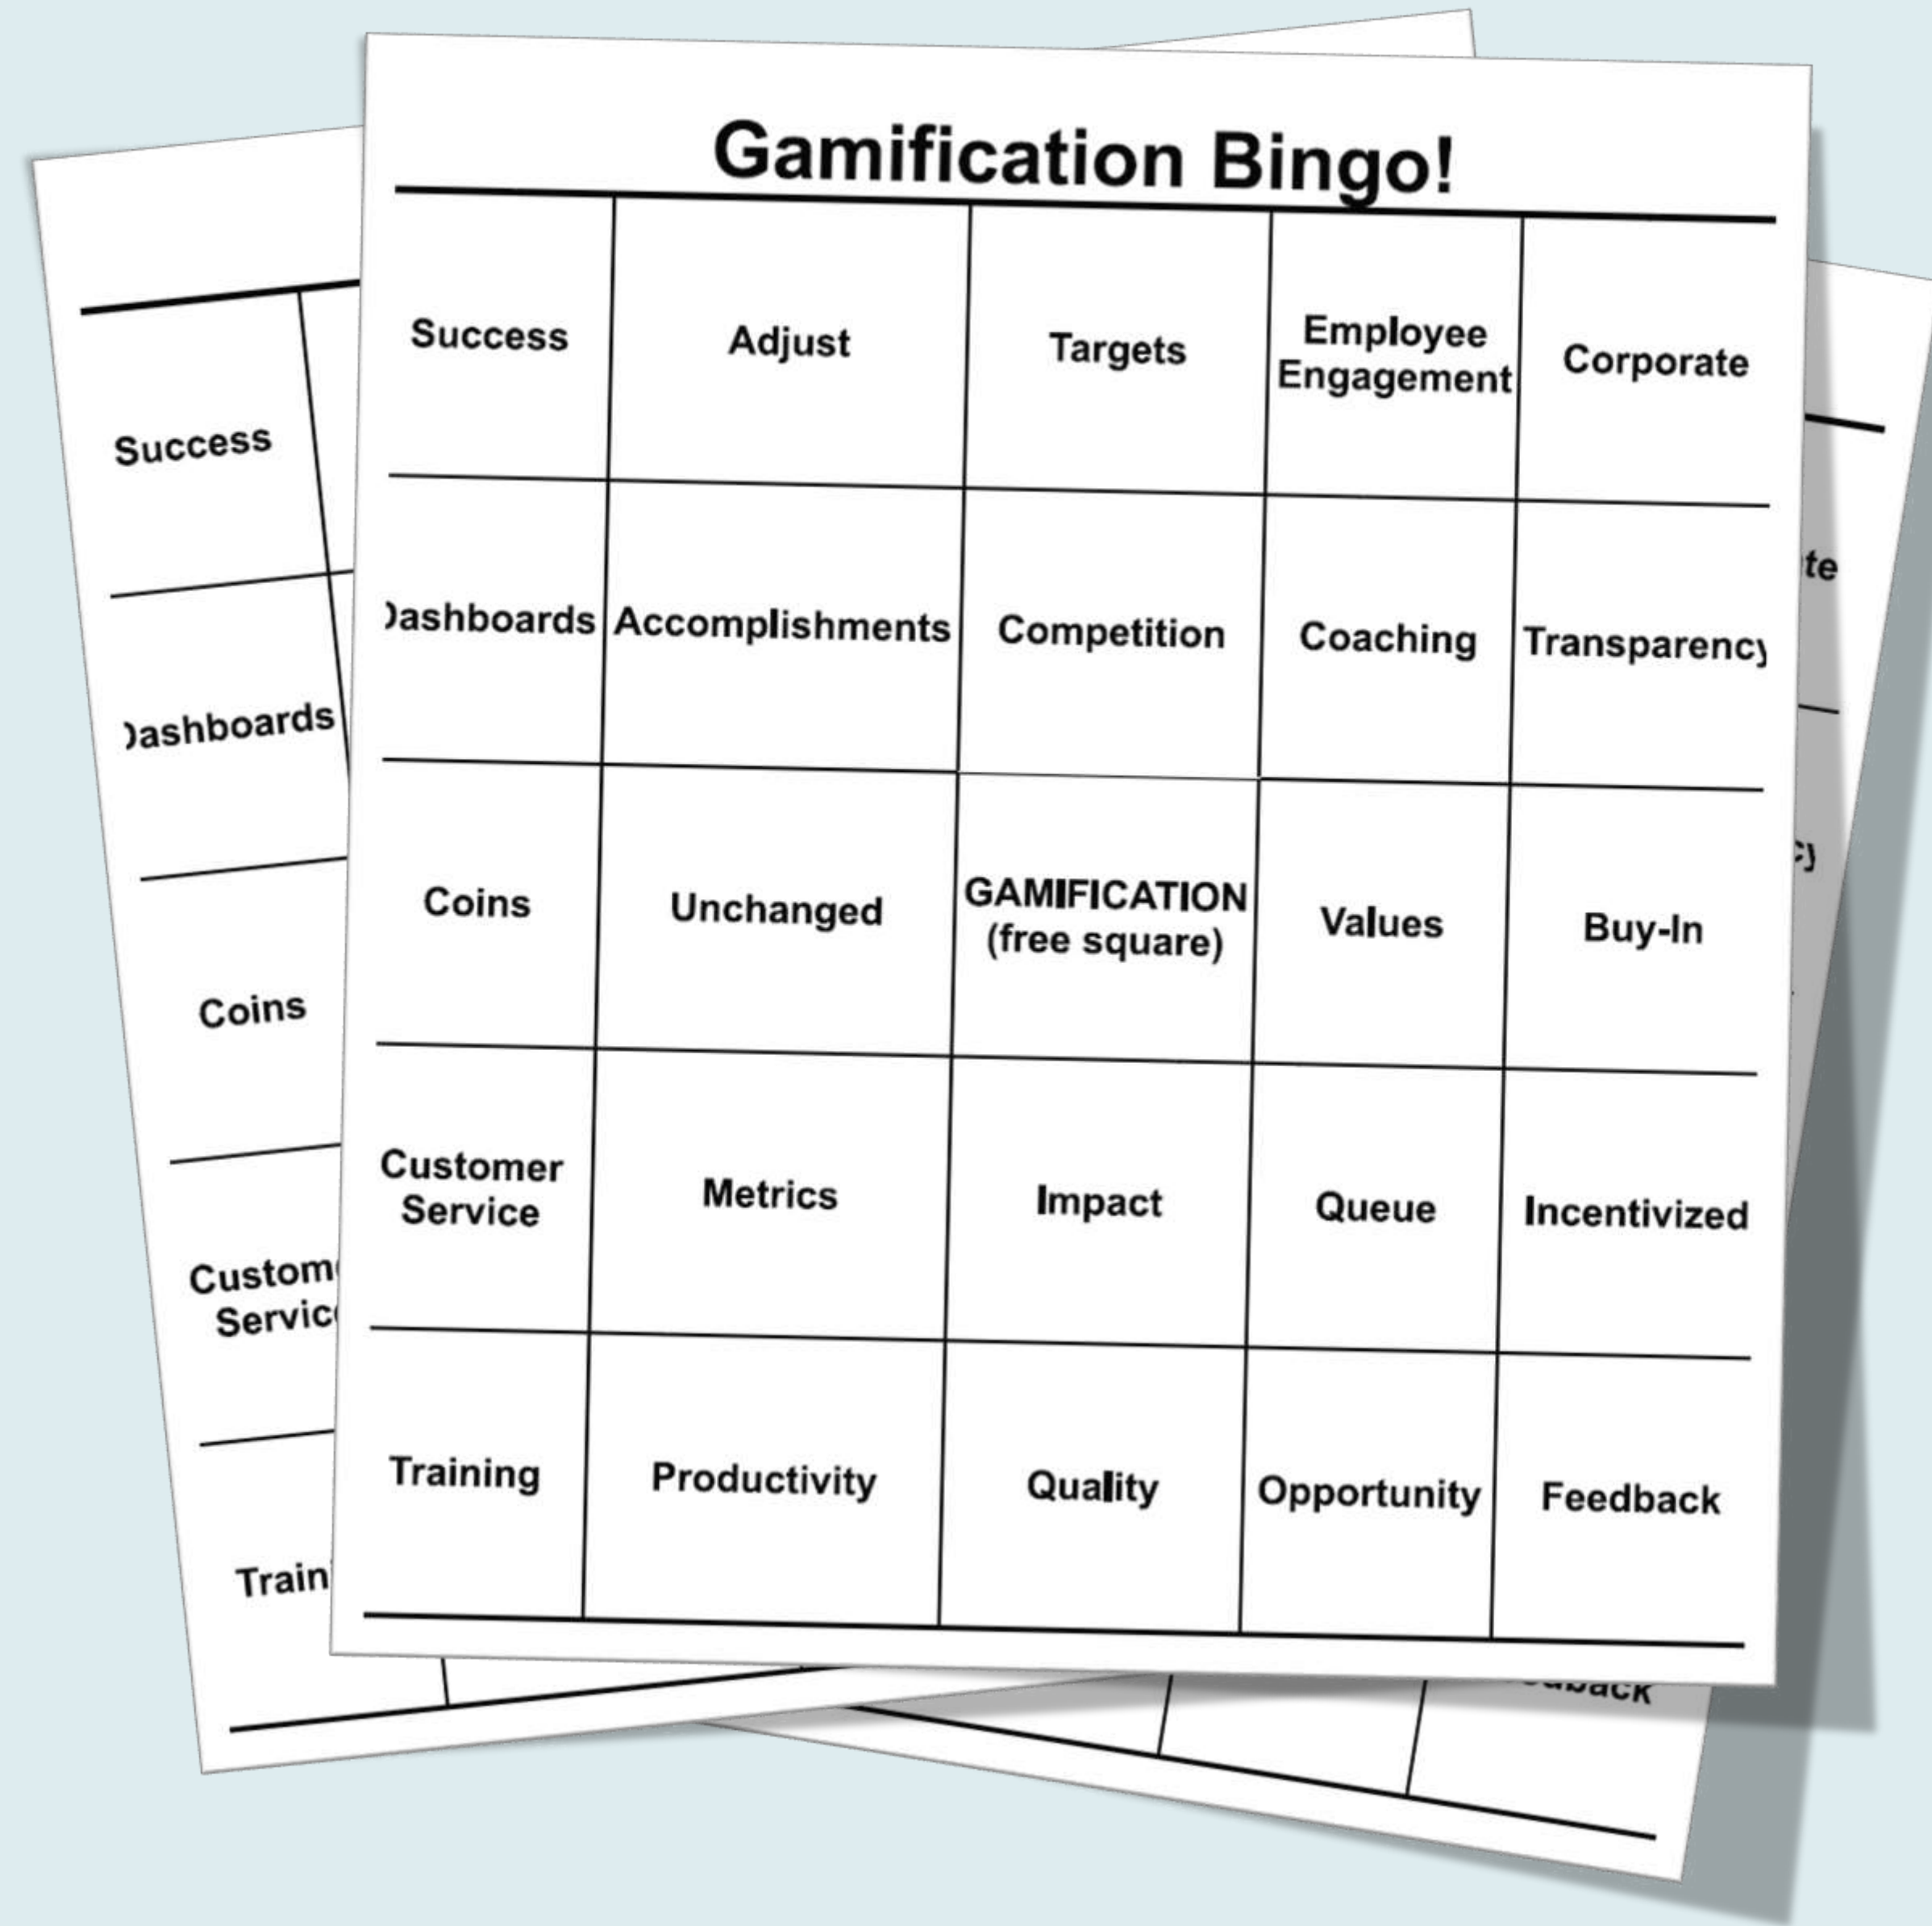 Gamification Bingo!
Success Adjust Targets Employee Engagement Corporate
Dashboards Accomplishments Competition Coaching Transparency
Coins Unchanged GAMIFICATION (free square) Values Buy-In
Customer Service Metrics Impact Queue Incentivized
Training Productivity Quality Opportunity Feedback
Success
Dashboards
Coins